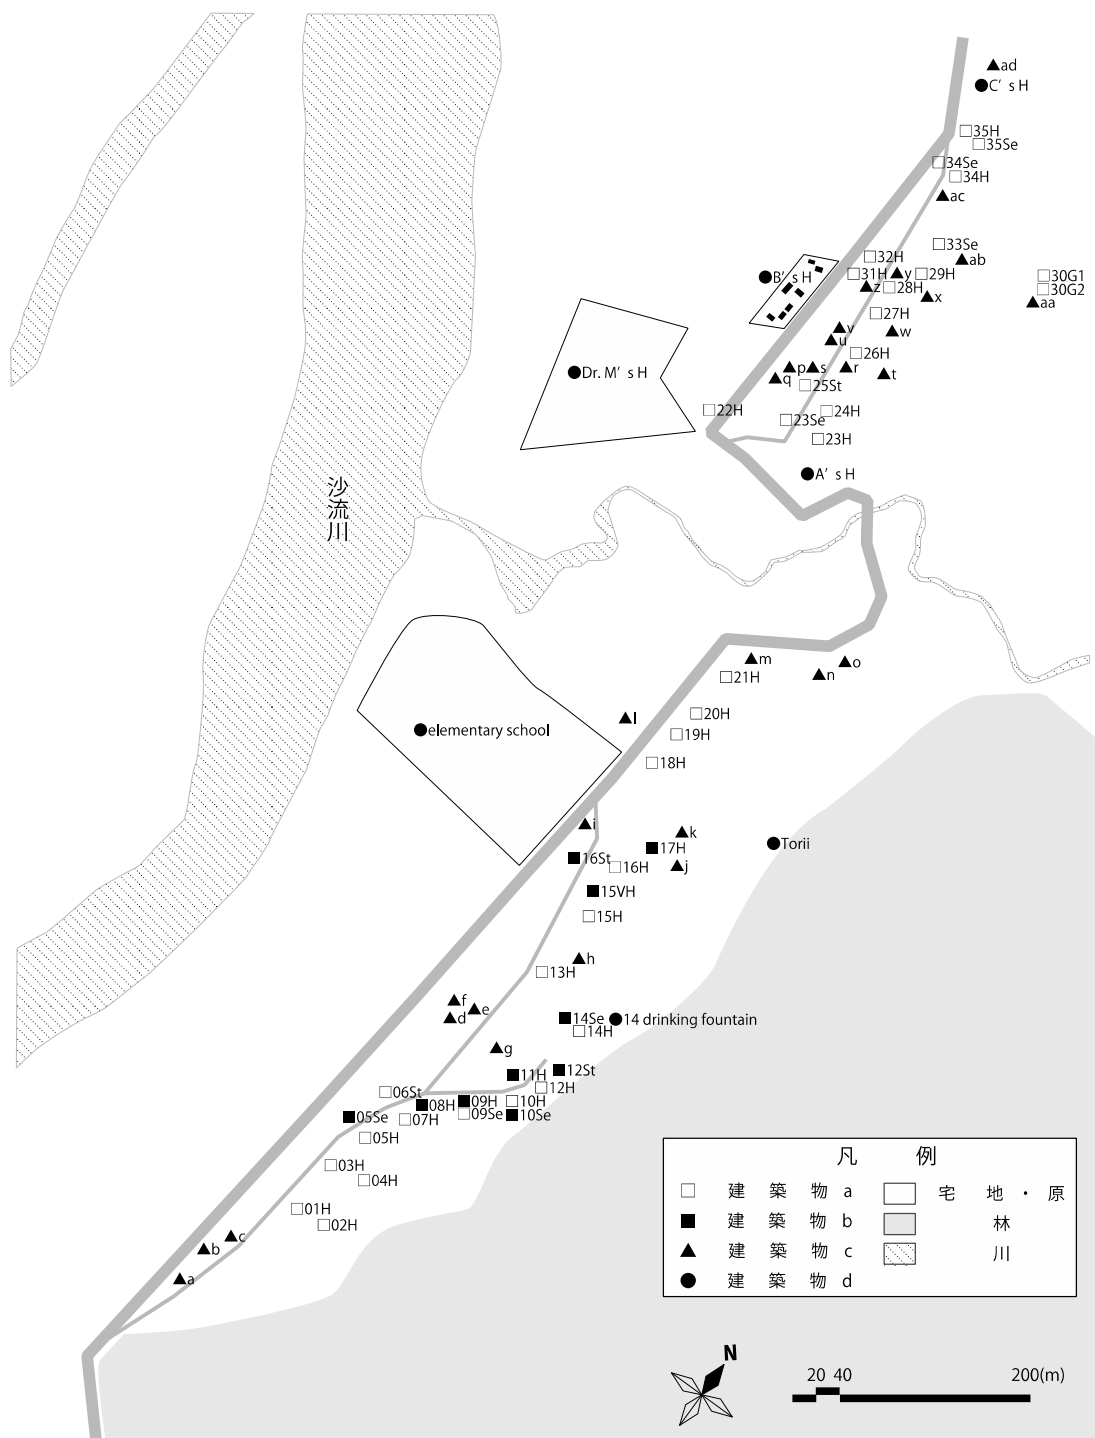 ad
C's H
35H
35Se
34Se
34H
ac
33Se
32H
ab
B's H
31H
y
29H
30G1
z
28H
30G2
x
aa
27H
v
w
u
26H
Dr. M's H
p
s
r
q
t
25St
22H
24H
23Se
23H
A's H
沙流川
m
o
n
21H
l
20H
elementary school
19H
18H
i
k
17H
Torii
16St
16H
j
15VH
15H
h
13H
f
e
d
14Se
14 drinking fountain
14H
g
11H
12St
06St
12H
08H
09H
10H
05Se
07H
09Se
10Se
05H
03H
04H
01H
02H
c
b
a
凡 例
建 築 物 a
宅 地 ・ 原
建 築 物 b
林
建 築 物 c
川
建 築 物 d
N
20 40 200(m)